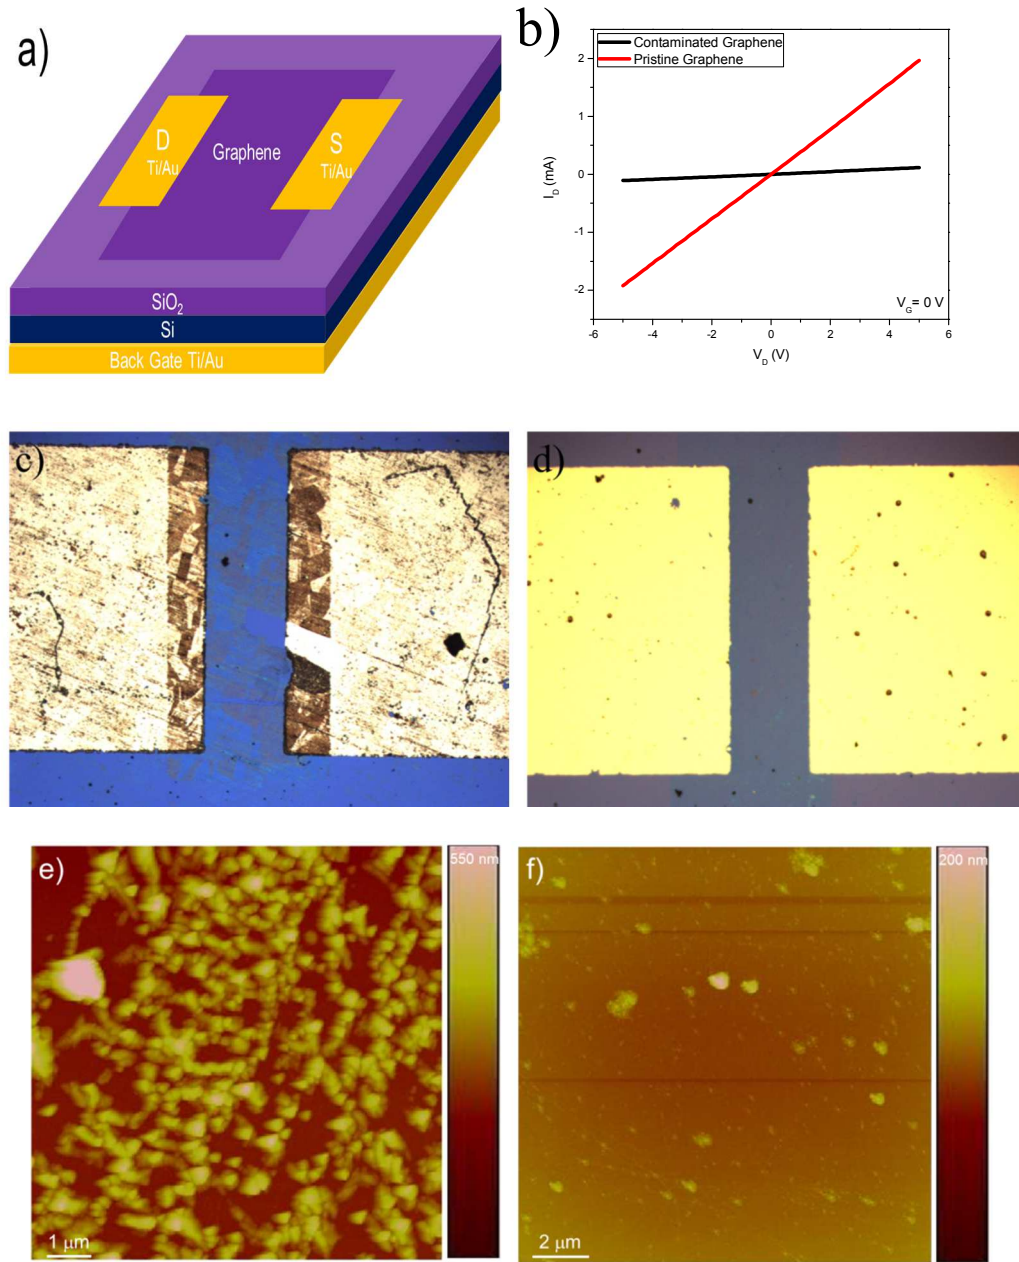 a)
D
Ti/Au
Graphene
S
Ti/Au
SiO2
Si
Back Gate Ti/Au
b)
Contaminated Graphene
Pristine Graphene
2
1
0
-1
-2
ID (mA)
VG= 0 V
-6 -4 -2 0 2 4 6
VD (V)
c)
d)
e)
550 nm
1 µm
f)
200 nm
2 µm